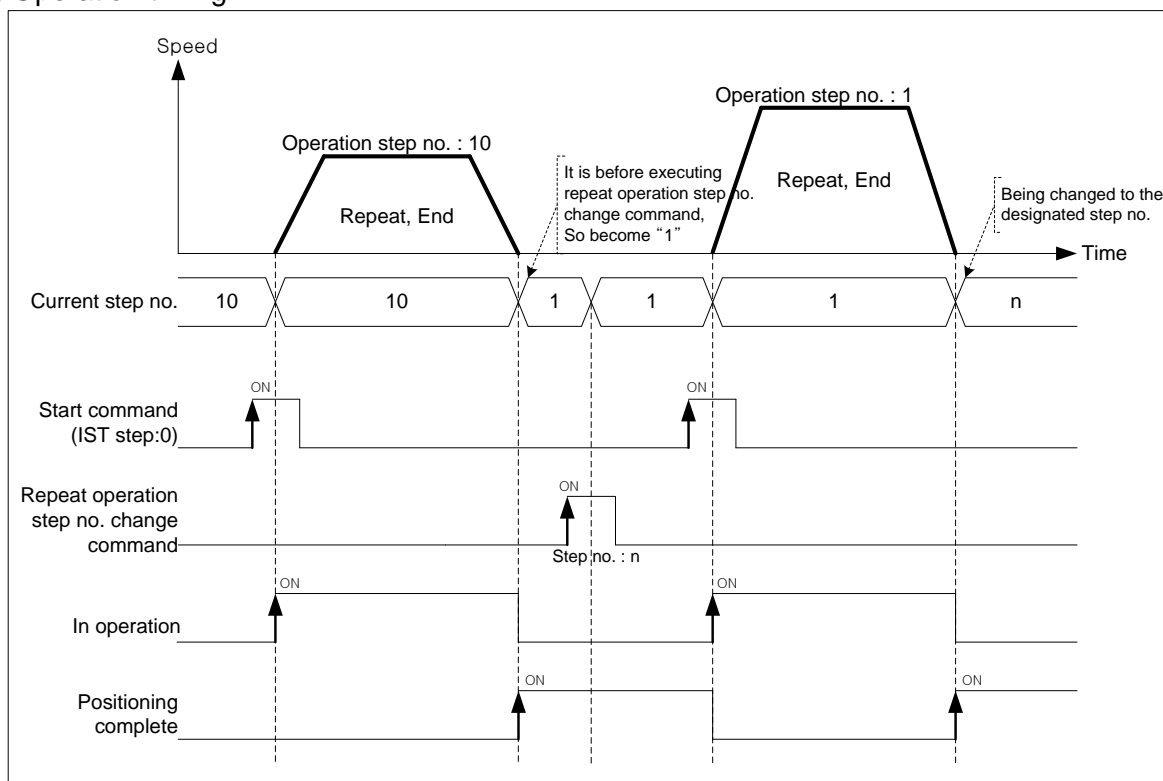 Speed
Operation step no. : 1
Operation step no. : 10
It is before executing
repeat operation step no.
change command,
So become “1”
Repeat, End
Repeat, End
Being changed to the
designated step no.
Time
Current step no.
10
10
1
1
1
n
ON
ON
Start command
(IST step:0)
Repeat operation
step no. change
command
ON
Step no. : n
ON
ON
In operation
ON
ON
Positioning
complete